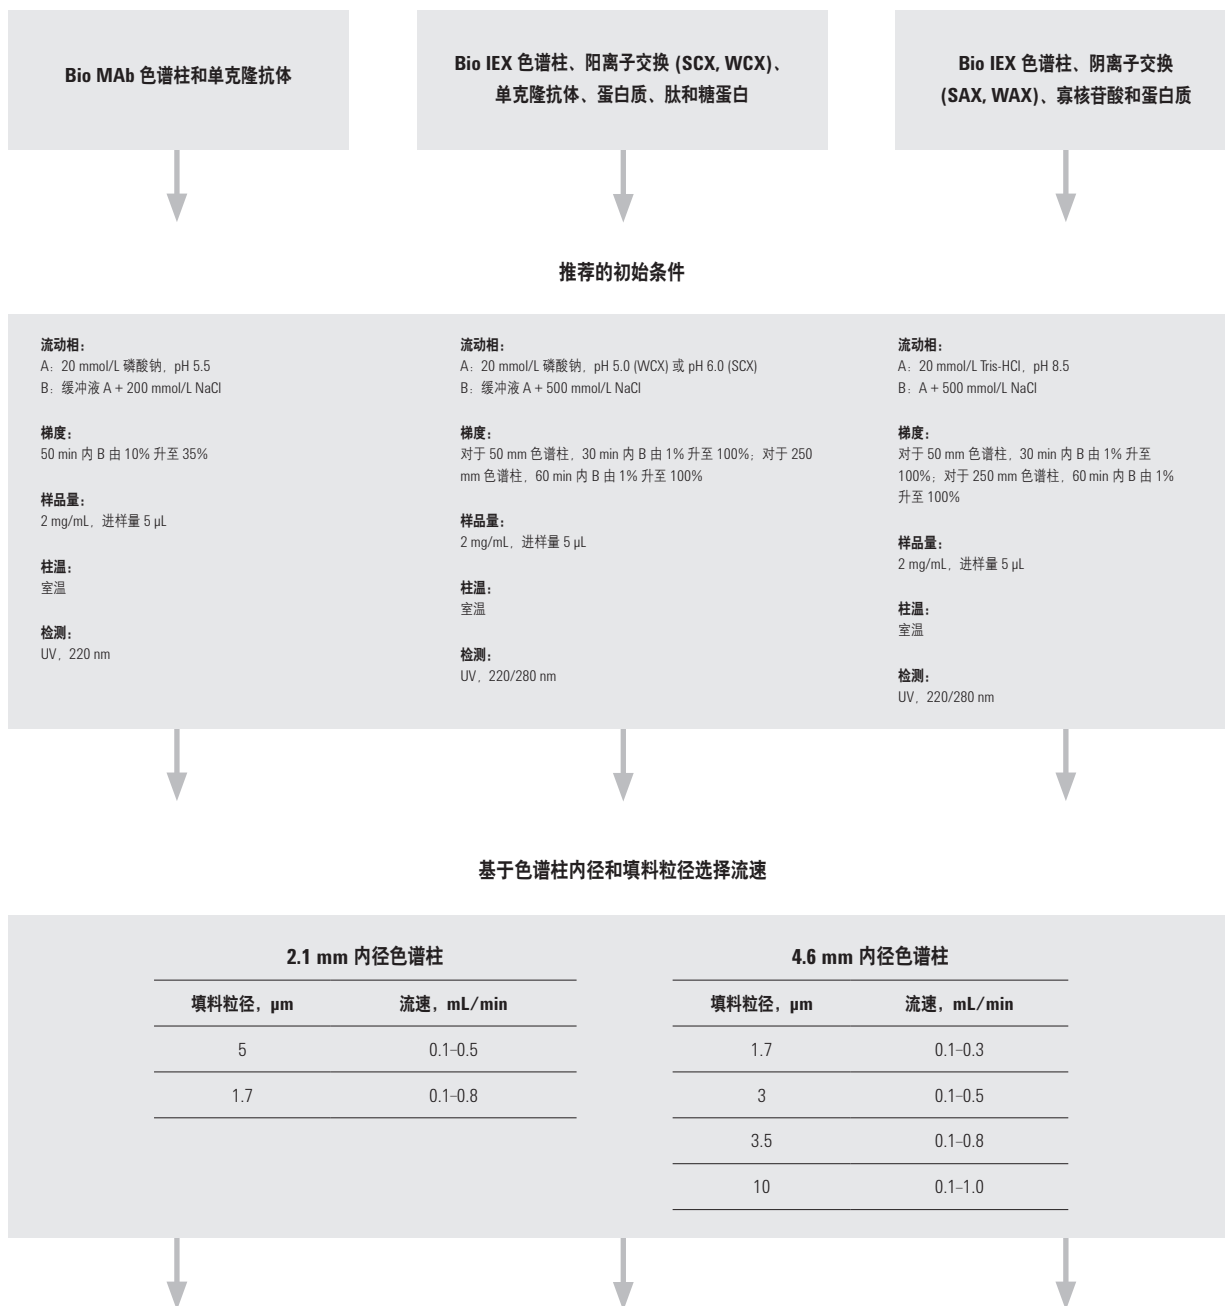 Bio MAb 色谱柱和单克隆抗体
Bio IEX 色谱柱、阳离子交换 (SCX, WCX)、
单克隆抗体、蛋白质、肽和糖蛋白
Bio IEX 色谱柱、阴离子交换
(SAX, WAX)、寡核苷酸和蛋白质
推荐的初始条件
流动相:
A: 20 mmol/L 磷酸钠，pH 5.5
B: 缓冲液 A + 200 mmol/L NaCl
梯度:
50 min 内 B 由 10% 升至 35%
样品量:
2 mg/mL，进样量 5 μL
柱温:
室温
检测:
UV，220 nm
流动相:
A: 20 mmol/L 磷酸钠，pH 5.0 (WCX) 或 pH 6.0 (SCX)
B: 缓冲液 A + 500 mmol/L NaCl
梯度:
对于 50 mm 色谱柱，30 min 内 B 由 1% 升至 100%；对于 250
mm 色谱柱，60 min 内 B 由 1% 升至 100%
样品量:
2 mg/mL，进样量 5 μL
柱温:
室温
检测:
UV，220/280 nm
流动相:
A: 20 mmol/L Tris-HCl，pH 8.5
B: A + 500 mmol/L NaCl
梯度:
对于 50 mm 色谱柱，30 min 内 B 由 1% 升至
100%；对于 250 mm 色谱柱，60 min 内 B 由 1%
升至 100%
样品量:
2 mg/mL，进样量 5 μL
柱温:
室温
检测:
UV，220/280 nm
基于色谱柱内径和填料粒径选择流速
2.1 mm 内径色谱柱
填料粒径，μm 流速，mL/min
5 0.1–0.5
1.7 0.1–0.8
4.6 mm 内径色谱柱
填料粒径，μm 流速，mL/min
1.7 0.1–0.3
3 0.1–0.5
3.5 0.1–0.8
10 0.1–1.0